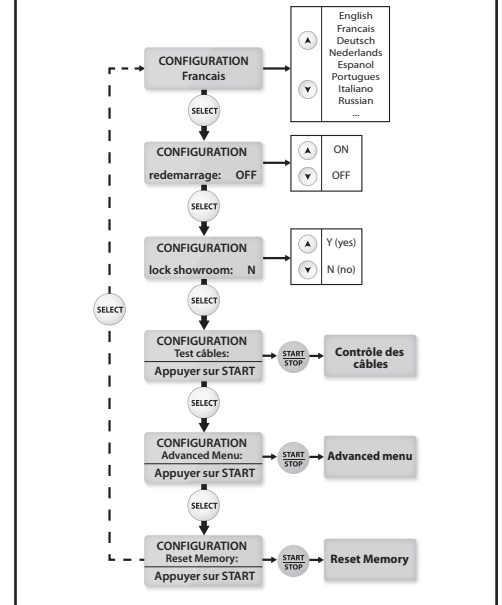 English
Francais
Deutsch
Nederlands
Espanol
Portugues
Italiano
Russian
...
CONFIGURATION
Francais
SELECT
CONFIGURATION
redemarrage: OFF
ON
OFF
SELECT
CONFIGURATION
lock showroom: N
Y (yes)
N (no)
SELECT
SELECT
CONFIGURATION
Test câbles:
Appuyer sur START
START
STOP
Contrôle des
câbles
SELECT
CONFIGURATION
Advanced Menu:
Appuyer sur START
START
STOP
Advanced menu
SELECT
CONFIGURATION
Reset Memory:
Appuyer sur START
START
STOP
Reset Memory